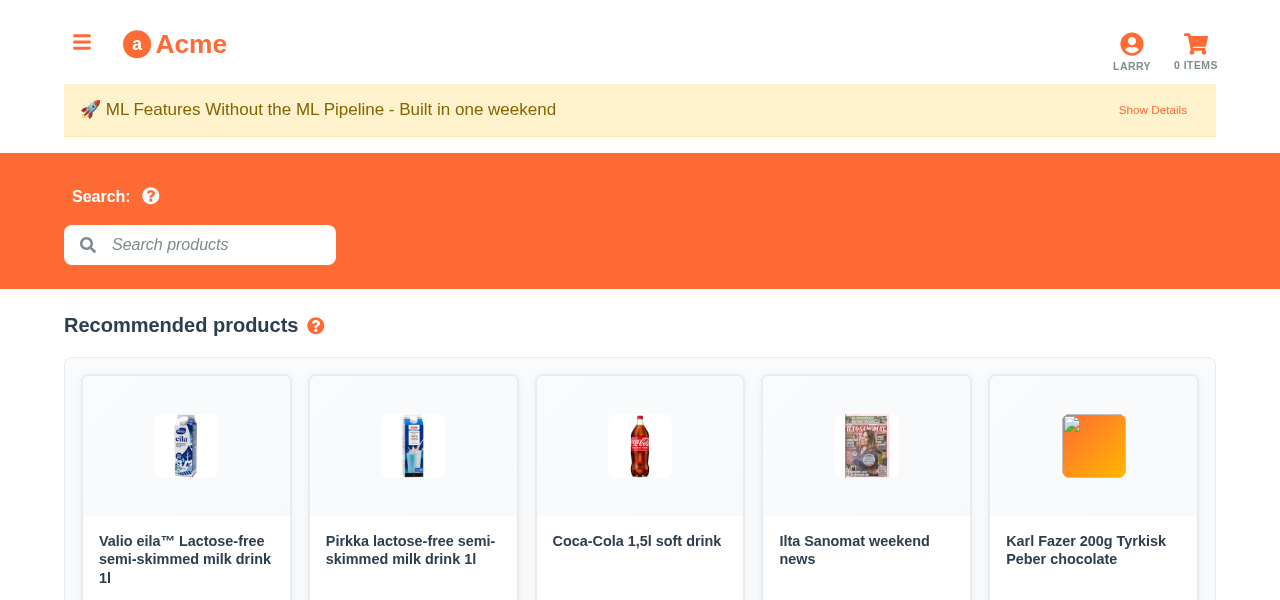 a Acme
LARRY
0 ITEMS
🚀 ML Features Without the ML Pipeline - Built in one weekend
Show Details
Search:
Search products
Recommended products
Valio eila™ Lactose-free
semi-skimmed milk drink
1l
Pirkka lactose-free semi-
skimmed milk drink 1l
Coca-Cola 1,5l soft drink
Ilta Sanomat weekend
news
Karl Fazer 200g Tyrkisk
Peber chocolate